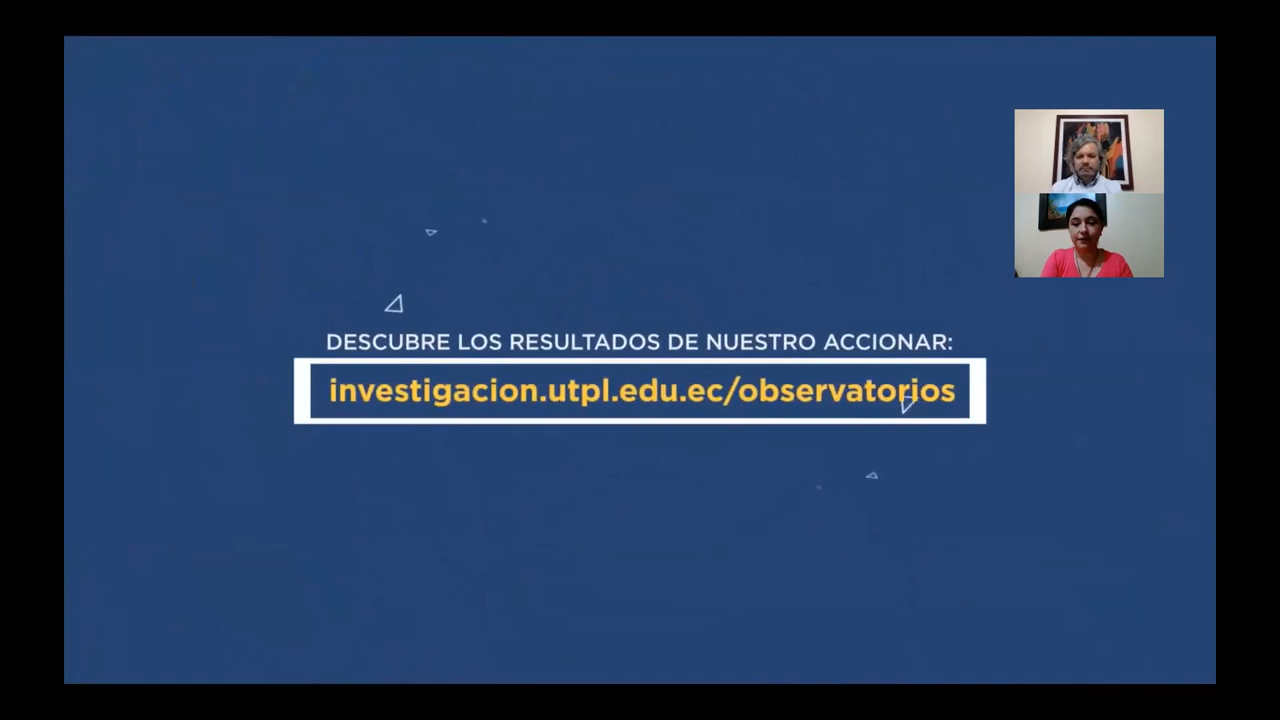 DESCUBRE LOS RESULTADOS DE NUESTRO ACCIONAR:
investigacion.utpl.edu.ec/observatorios